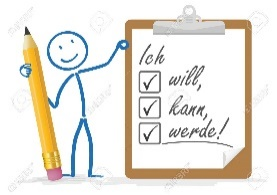 Ich
will,
kann,
werde!